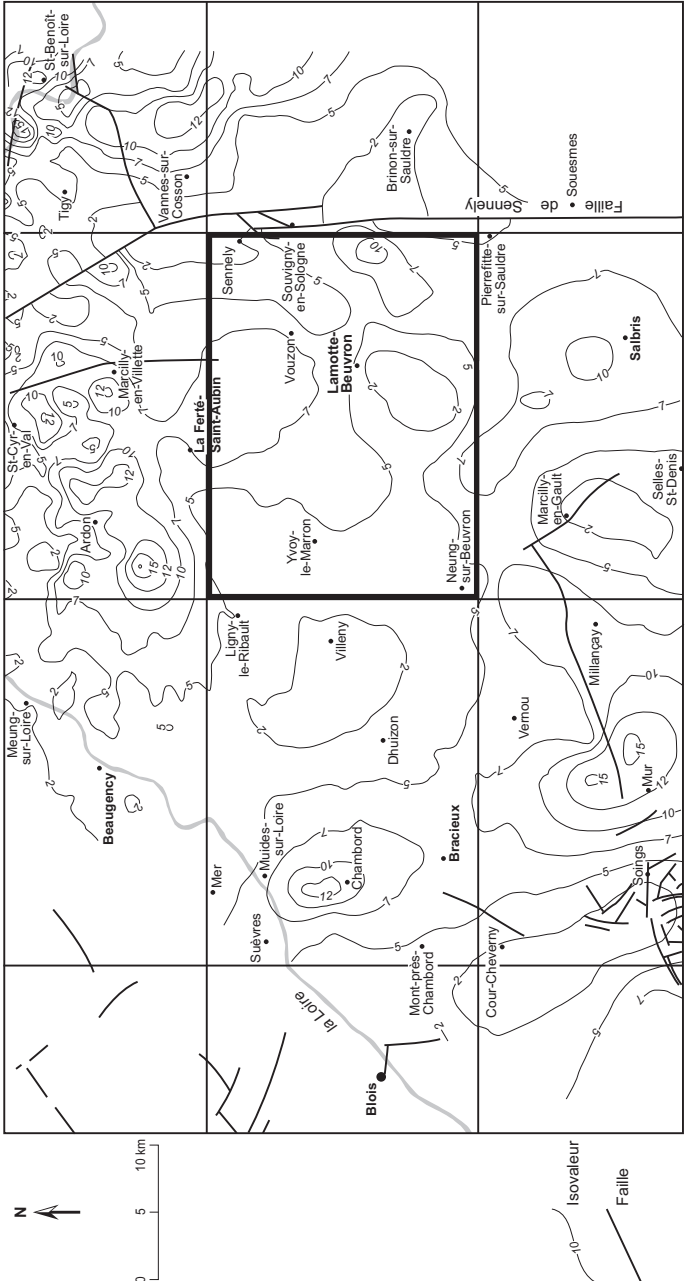 St-Benoît-
sur-Loire
Tigy
Vannes-sur-
Cosson
Brinon-sur-
Sauldre
Souesmes
Faille de Sennely
St-Cyr-
en-Val
Marcilly-
en-Villette
Ardon
La Ferté-
Saint-Aubin
Sennely
Souvigny-
en-Sologne
Vouzon
Lamotte-
Beuvron
Pierrefitte-
sur-Sauldre
Salbris
Yvoy-
le-Marron
Neung-
sur-Beuvron
Marcilly-
en-Gault
Selles-
St-Denis
Meung-
sur-Loire
Beaugency
Ligny-
le-Ribault
Villeny
Dhuizon
Vernou
Millançay
Mur
Mer
Muides-
sur-Loire
Suèvres
Chambord
Bracieux
Mont-près-
Chambord
Cour-Cheverny
Soings
la Loire
Blois
N
0 5 10 km
10
Isovaleur
Faille